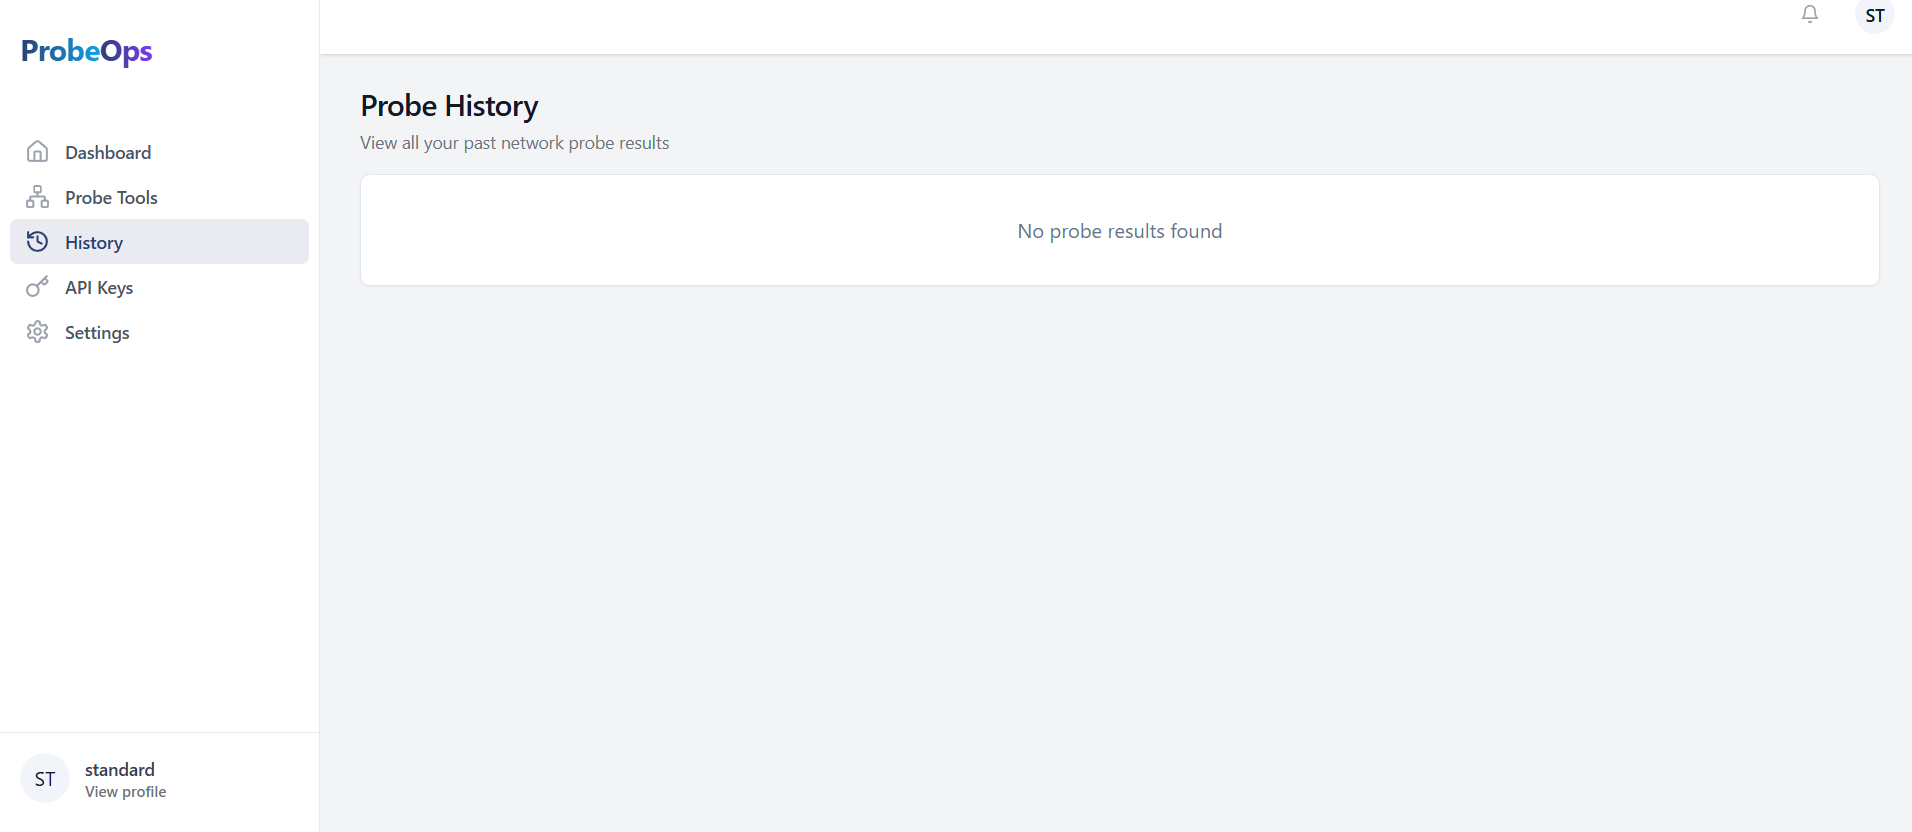 ProbeOps
Dashboard
Probe Tools
History
API Keys
Settings
ST
standard
View profile
ST
Probe History
View all your past network probe results
No probe results found